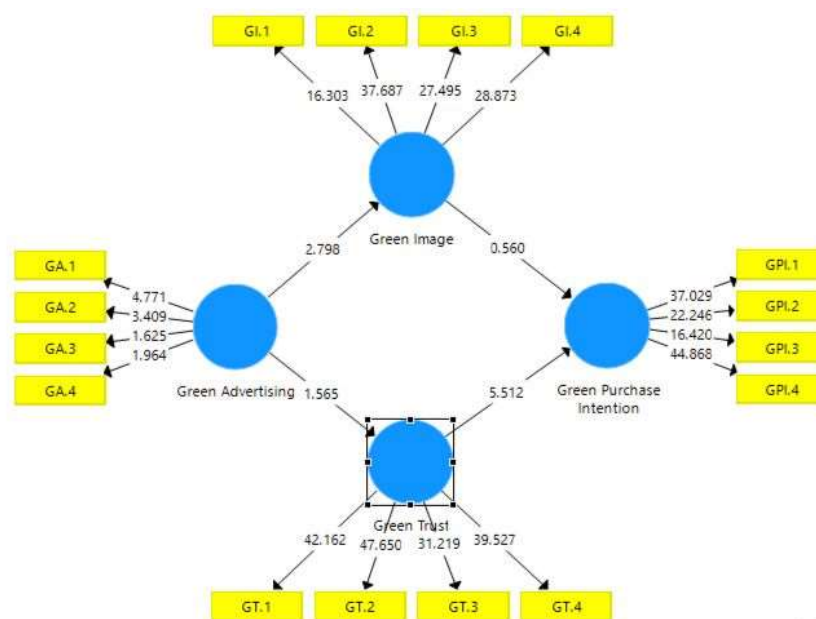 GI.1
GI.2
GI.3
GI.4
16.303
37.687
27.495
28.873
Green Image
2.798
0.560
GA.1
GA.2
GA.3
GA.4
4.771
3.409
1.625
1.964
Green Advertising
GPI.1
GPI.2
GPI.3
GPI.4
37.029
22.246
16.420
44.868
Green Purchase
Intention
1.565
5.512
Green Trust
42.162
47.650
31.219
39.527
GT.1
GT.2
GT.3
GT.4